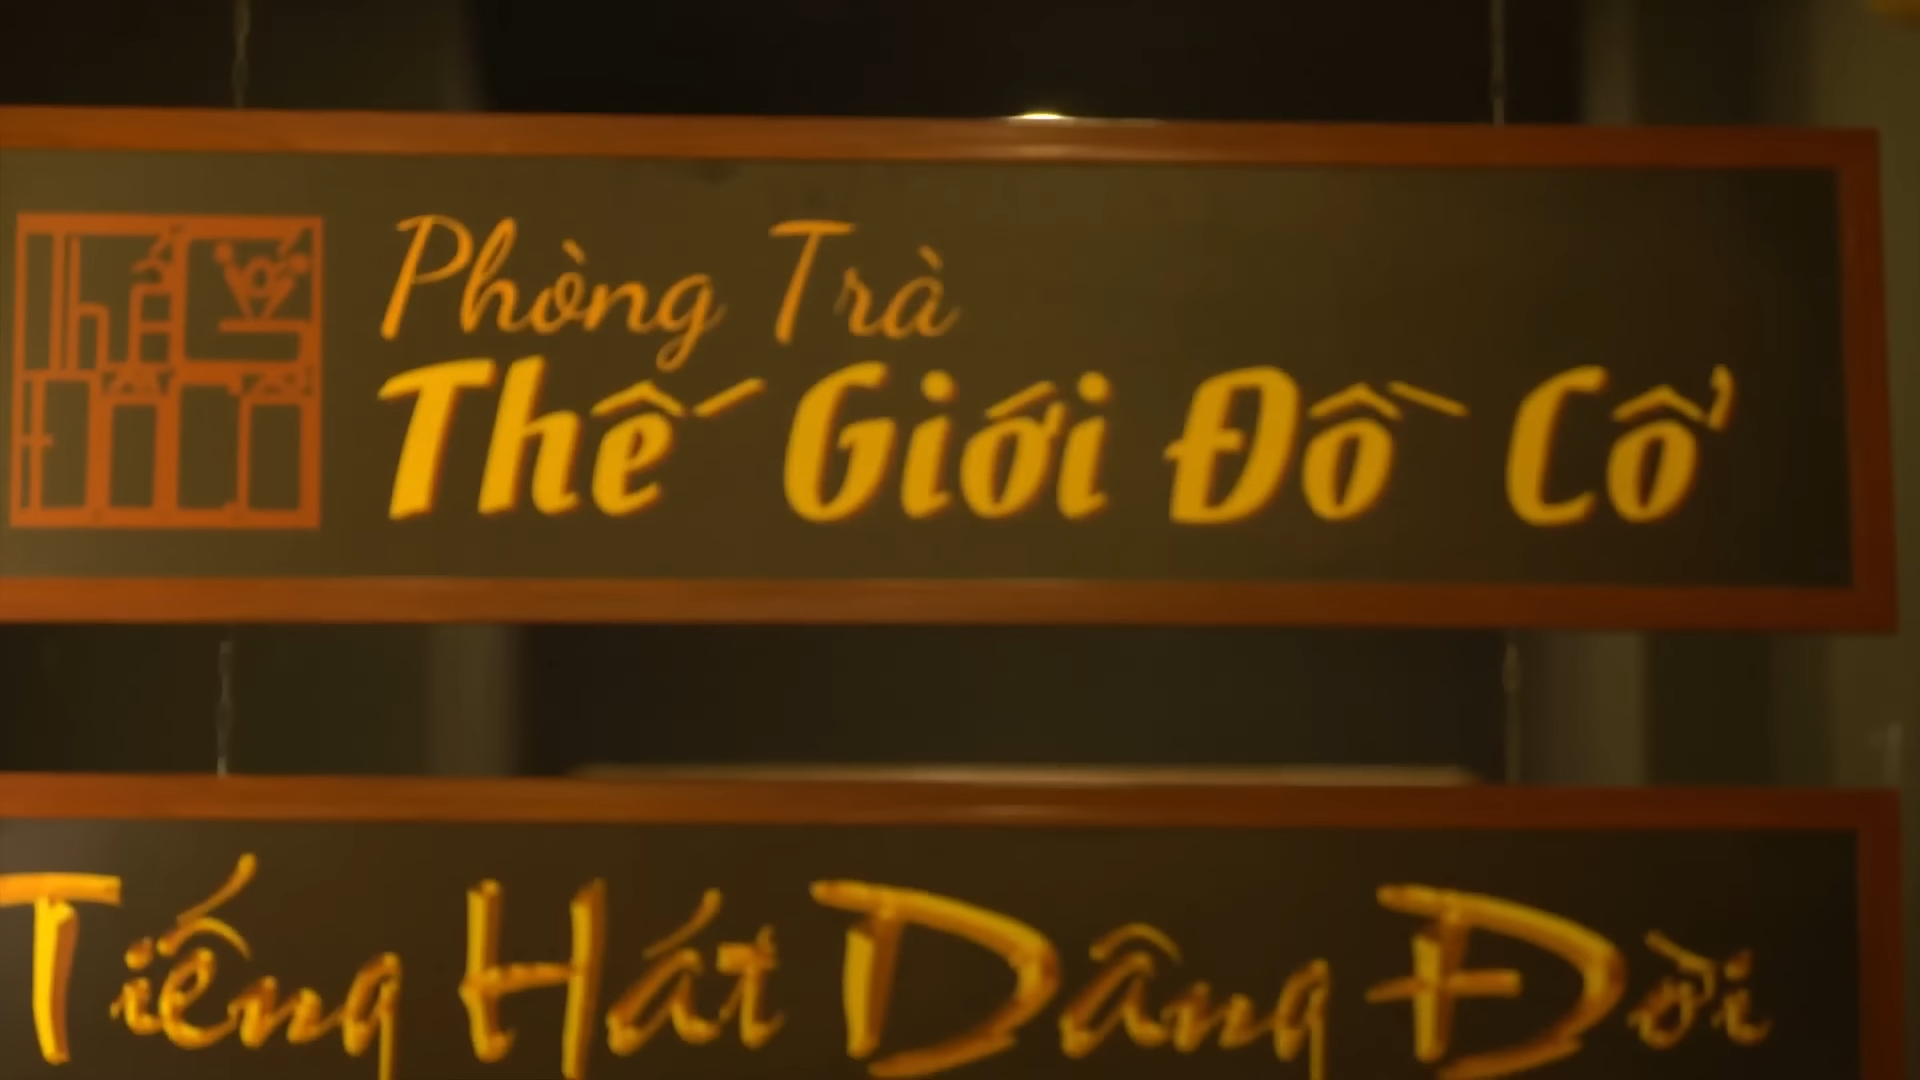 Phòng Trà
Thế Giới Đồ Cổ
Tiếng Hát Dâng Đời